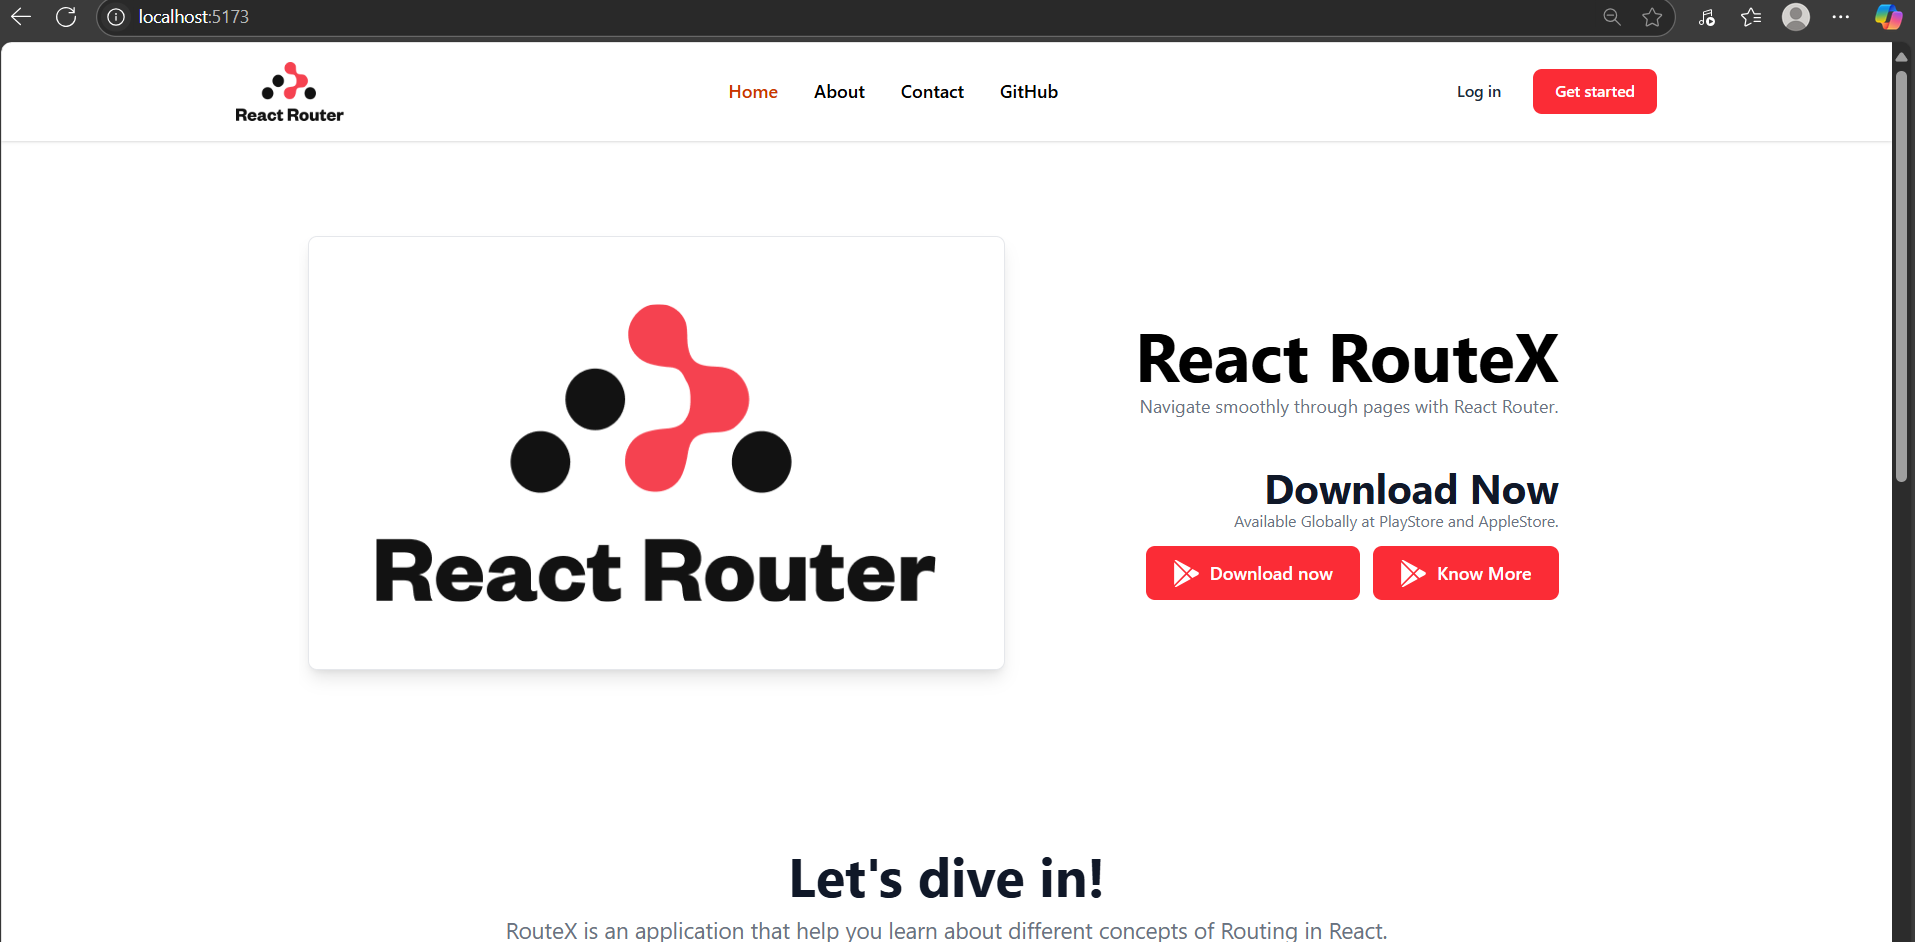 localhost:5173
React Router
Home About Contact GitHub
Log in Get started
React Router
React RouteX
Navigate smoothly through pages with React Router.
Download Now
Available Globally at PlayStore and AppleStore.
Download now Know More
Let's dive in!
RouteX is an application that help you learn about different concepts of Routing in React.